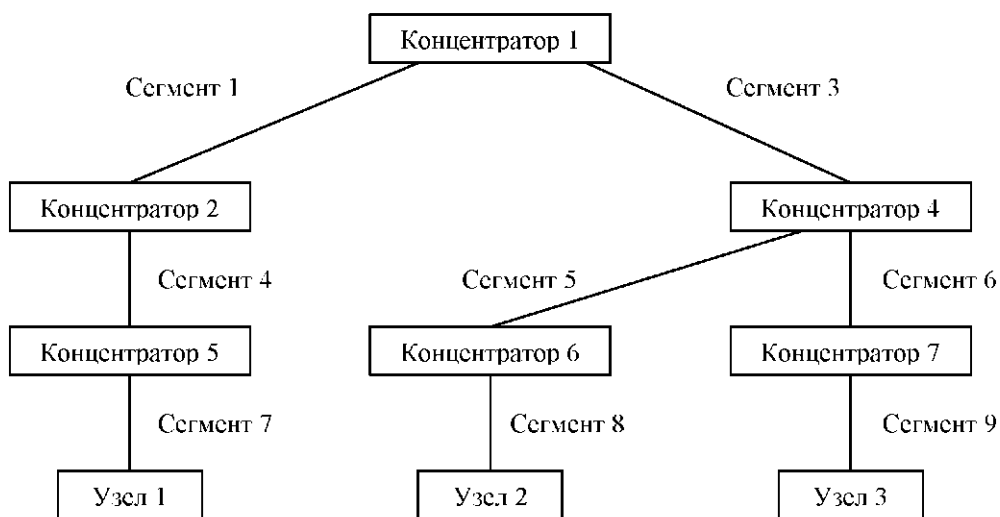 Концентратор 1
Сегмент 1
Сегмент 3
Концентратор 2
Концентратор 4
Сегмент 4
Сегмент 5
Сегмент 6
Концентратор 5
Концентратор 6
Концентратор 7
Сегмент 7
Сегмент 8
Сегмент 9
Узел 1
Узел 2
Узел 3